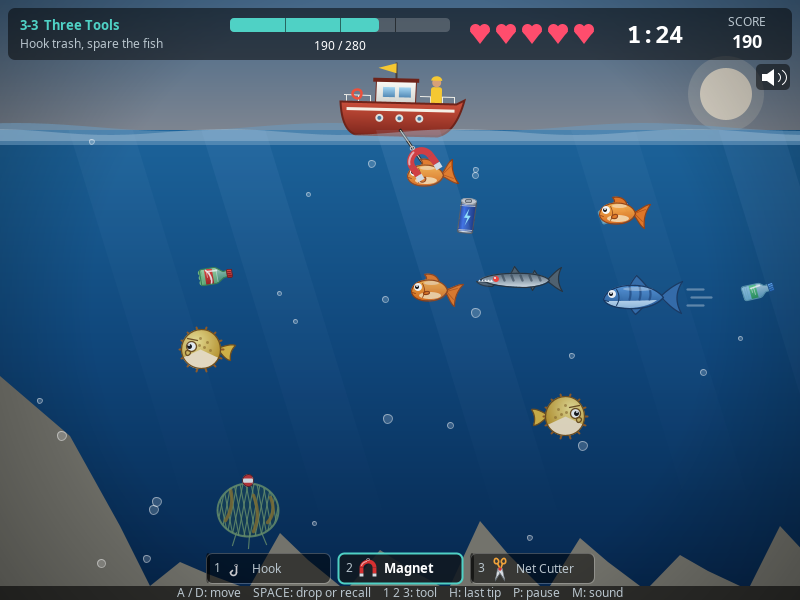 3-3 Three Tools
Hook trash, spare the fish
190 / 280
1:24
SCORE
190
1 Hook
2 Magnet
3 Net Cutter
A / D: move SPACE: drop or recall 1 2 3: tool H: last tip P: pause M: sound